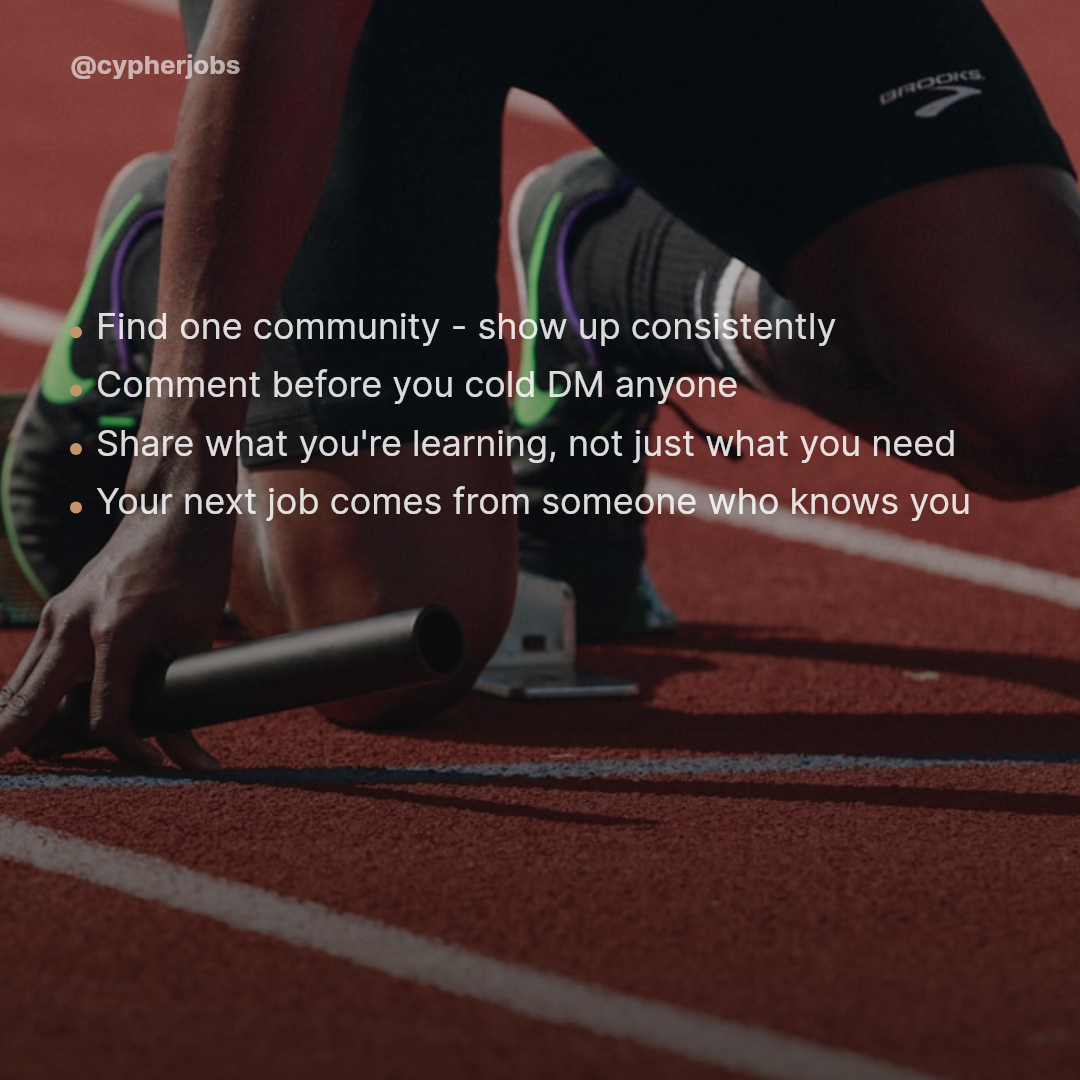 @cypherjobs
BROOKS
• Find one community - show up consistently
• Comment before you cold DM anyone
• Share what you're learning, not just what you need
• Your next job comes from someone who knows you